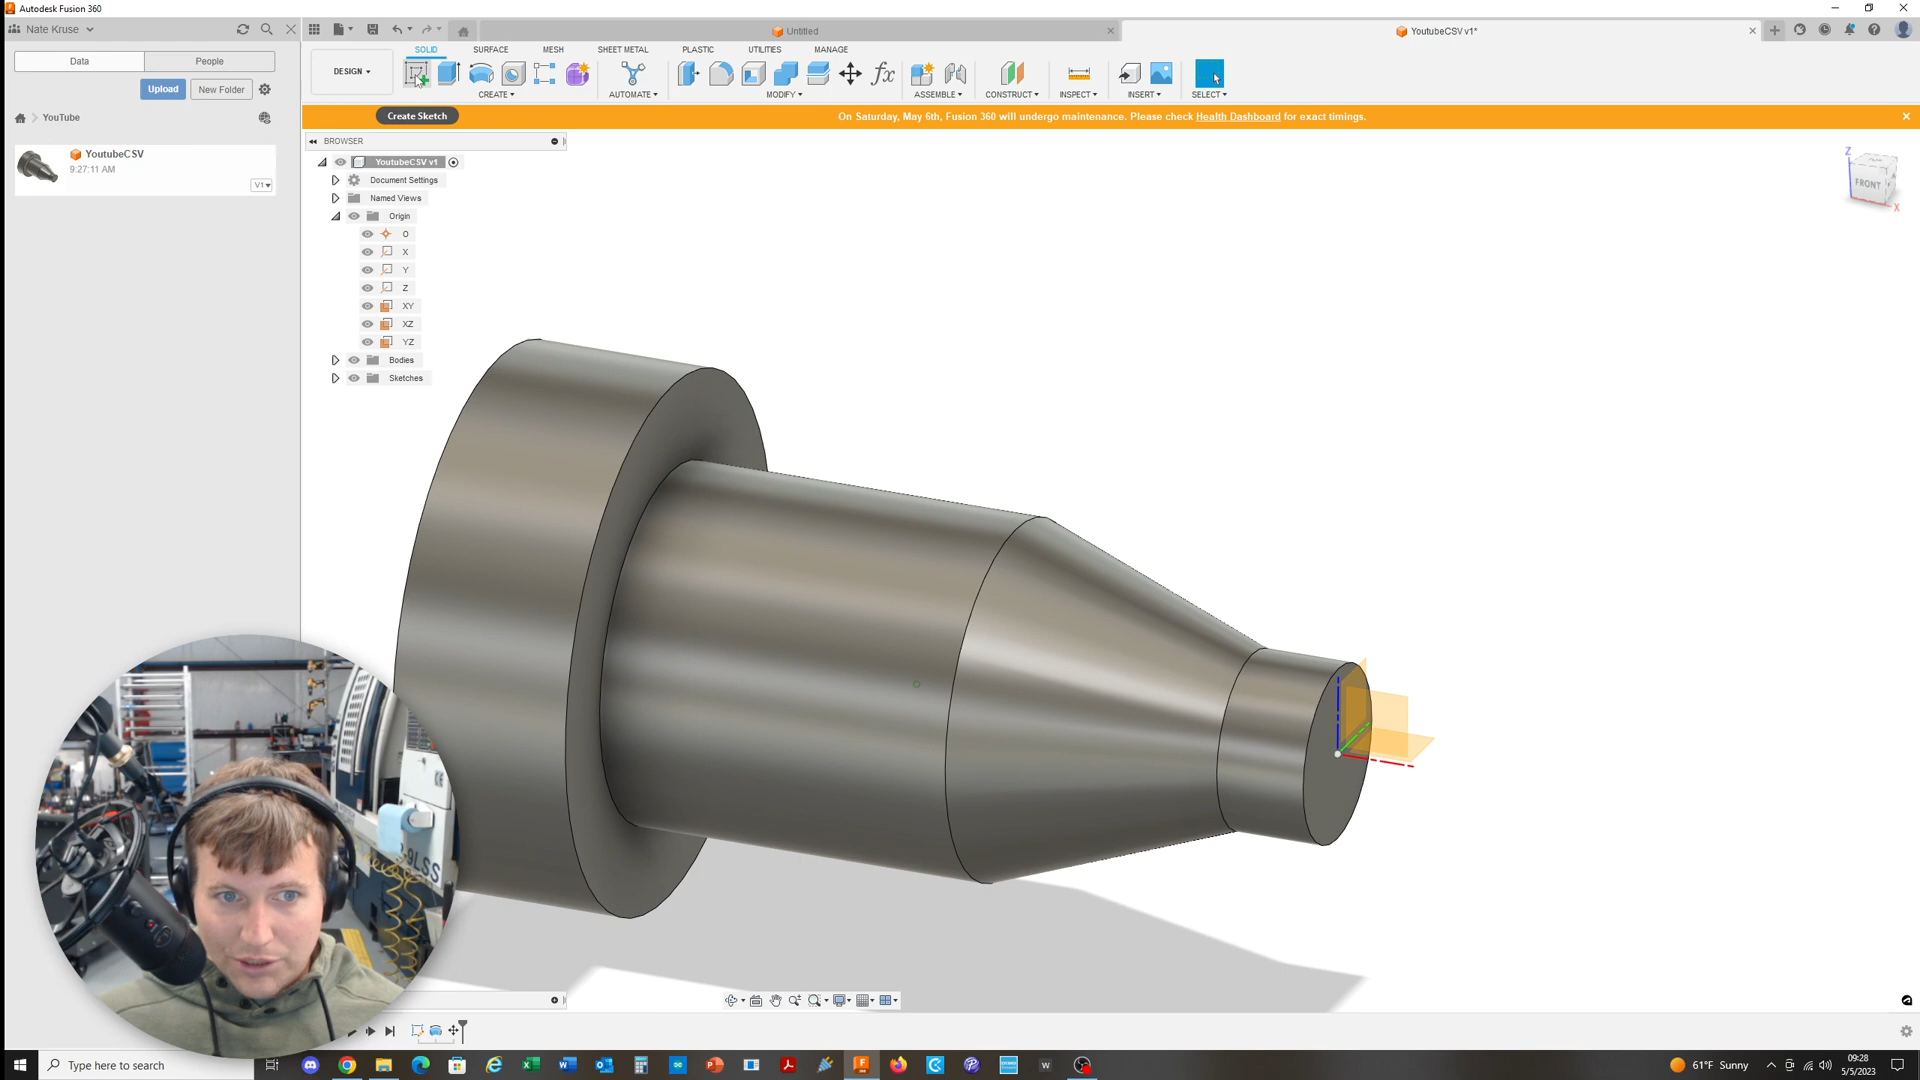 Autodesk Fusion 360
Nate Kruse
Untitled
YoutubeCSV v1*
Data
People
Upload
New Folder
YouTube
YoutubeCSV
9:27:11 AM
V1
DESIGN
SOLID
SURFACE
MESH
SHEET METAL
PLASTIC
UTILITIES
MANAGE
CREATE
AUTOMATE
MODIFY
ASSEMBLE
CONSTRUCT
INSPECT
INSERT
SELECT
Create Sketch
On Saturday, May 6th, Fusion 360 will undergo maintenance. Please check Health Dashboard for exact timings.
BROWSER
YoutubeCSV v1
Document Settings
Named Views
Origin
O
X
Y
Z
XY
XZ
YZ
Bodies
Sketches
Z
FRONT
X
-9LSS
Type here to search
61°F Sunny
09:28
5/5/2023